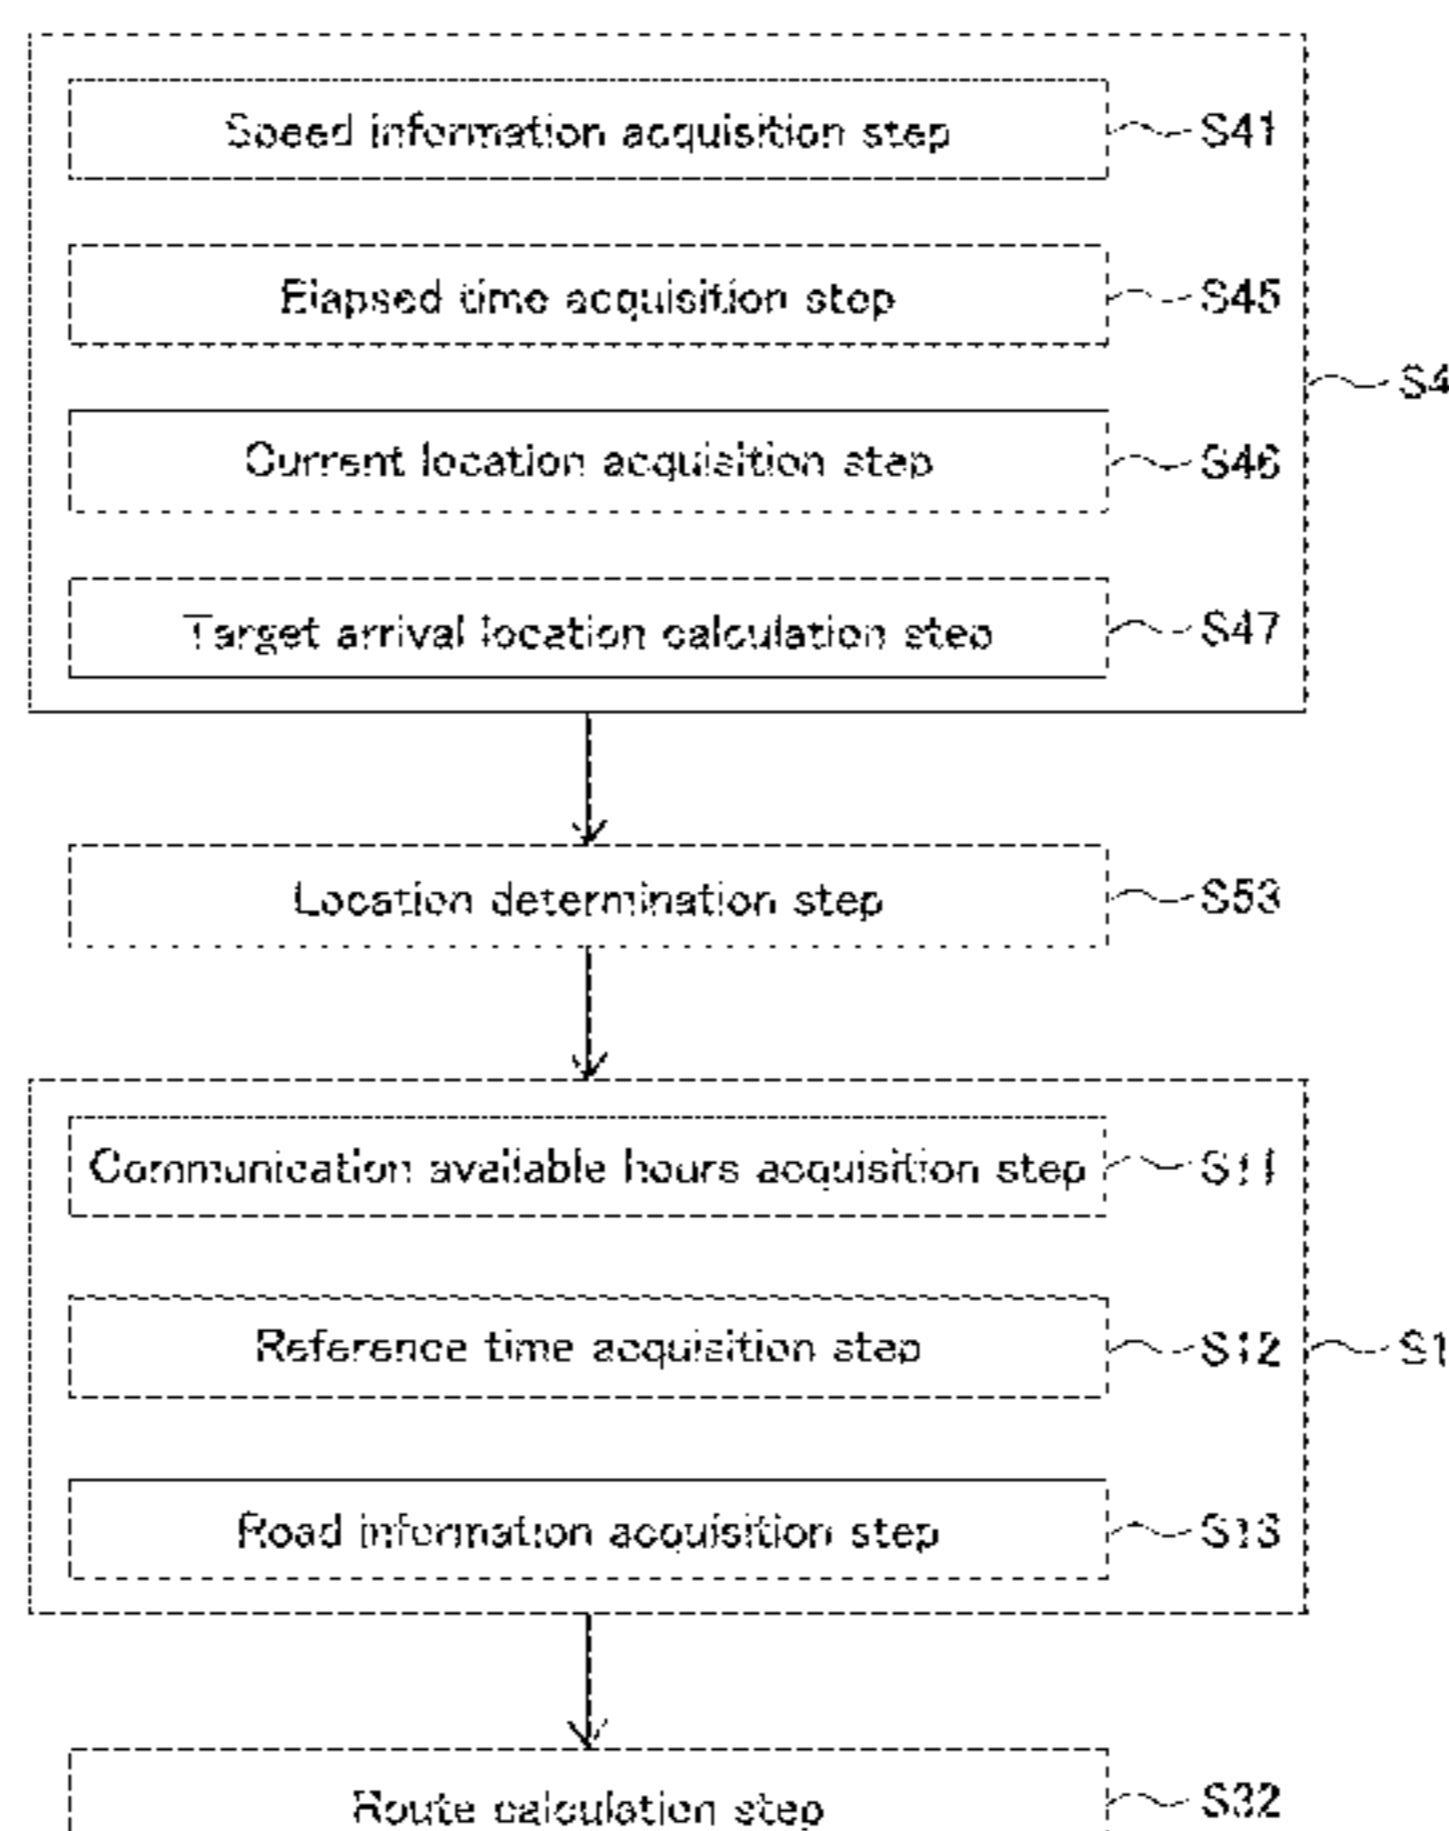 Speed information acquisition step S41
Elapsed time acquisition step S45
S4
Current location acquisition step S46
Target arrival location calculation step S47
Location determination step S53
Communication available hours acquisition step S11
Reference time acquisition step S12 S1
Road information acquisition step S13
Route calculation step S32